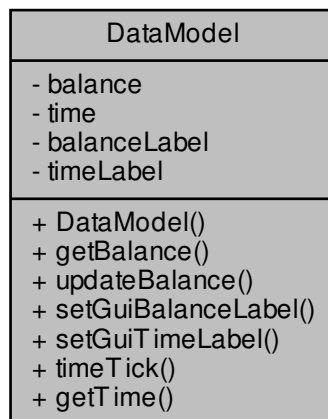 DataModel
- balance
- time
- balanceLabel
- timeLabel
+ DataModel()
+ getBalance()
+ updateBalance()
+ setGuiBalanceLabel()
+ setGuiTimeLabel()
+ timeTick()
+ getTime()